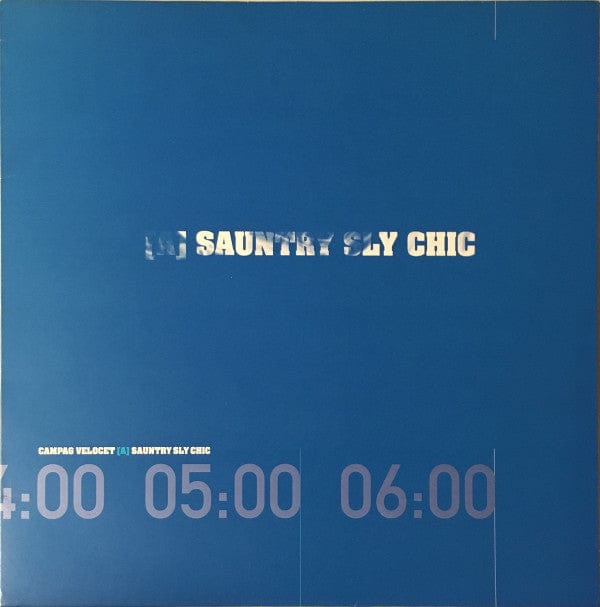 [A] SAUNTRY SLY CHIC
CAMPAG VELOCET [A] SAUNTRY SLY CHIC
4:00 05:00 06:00